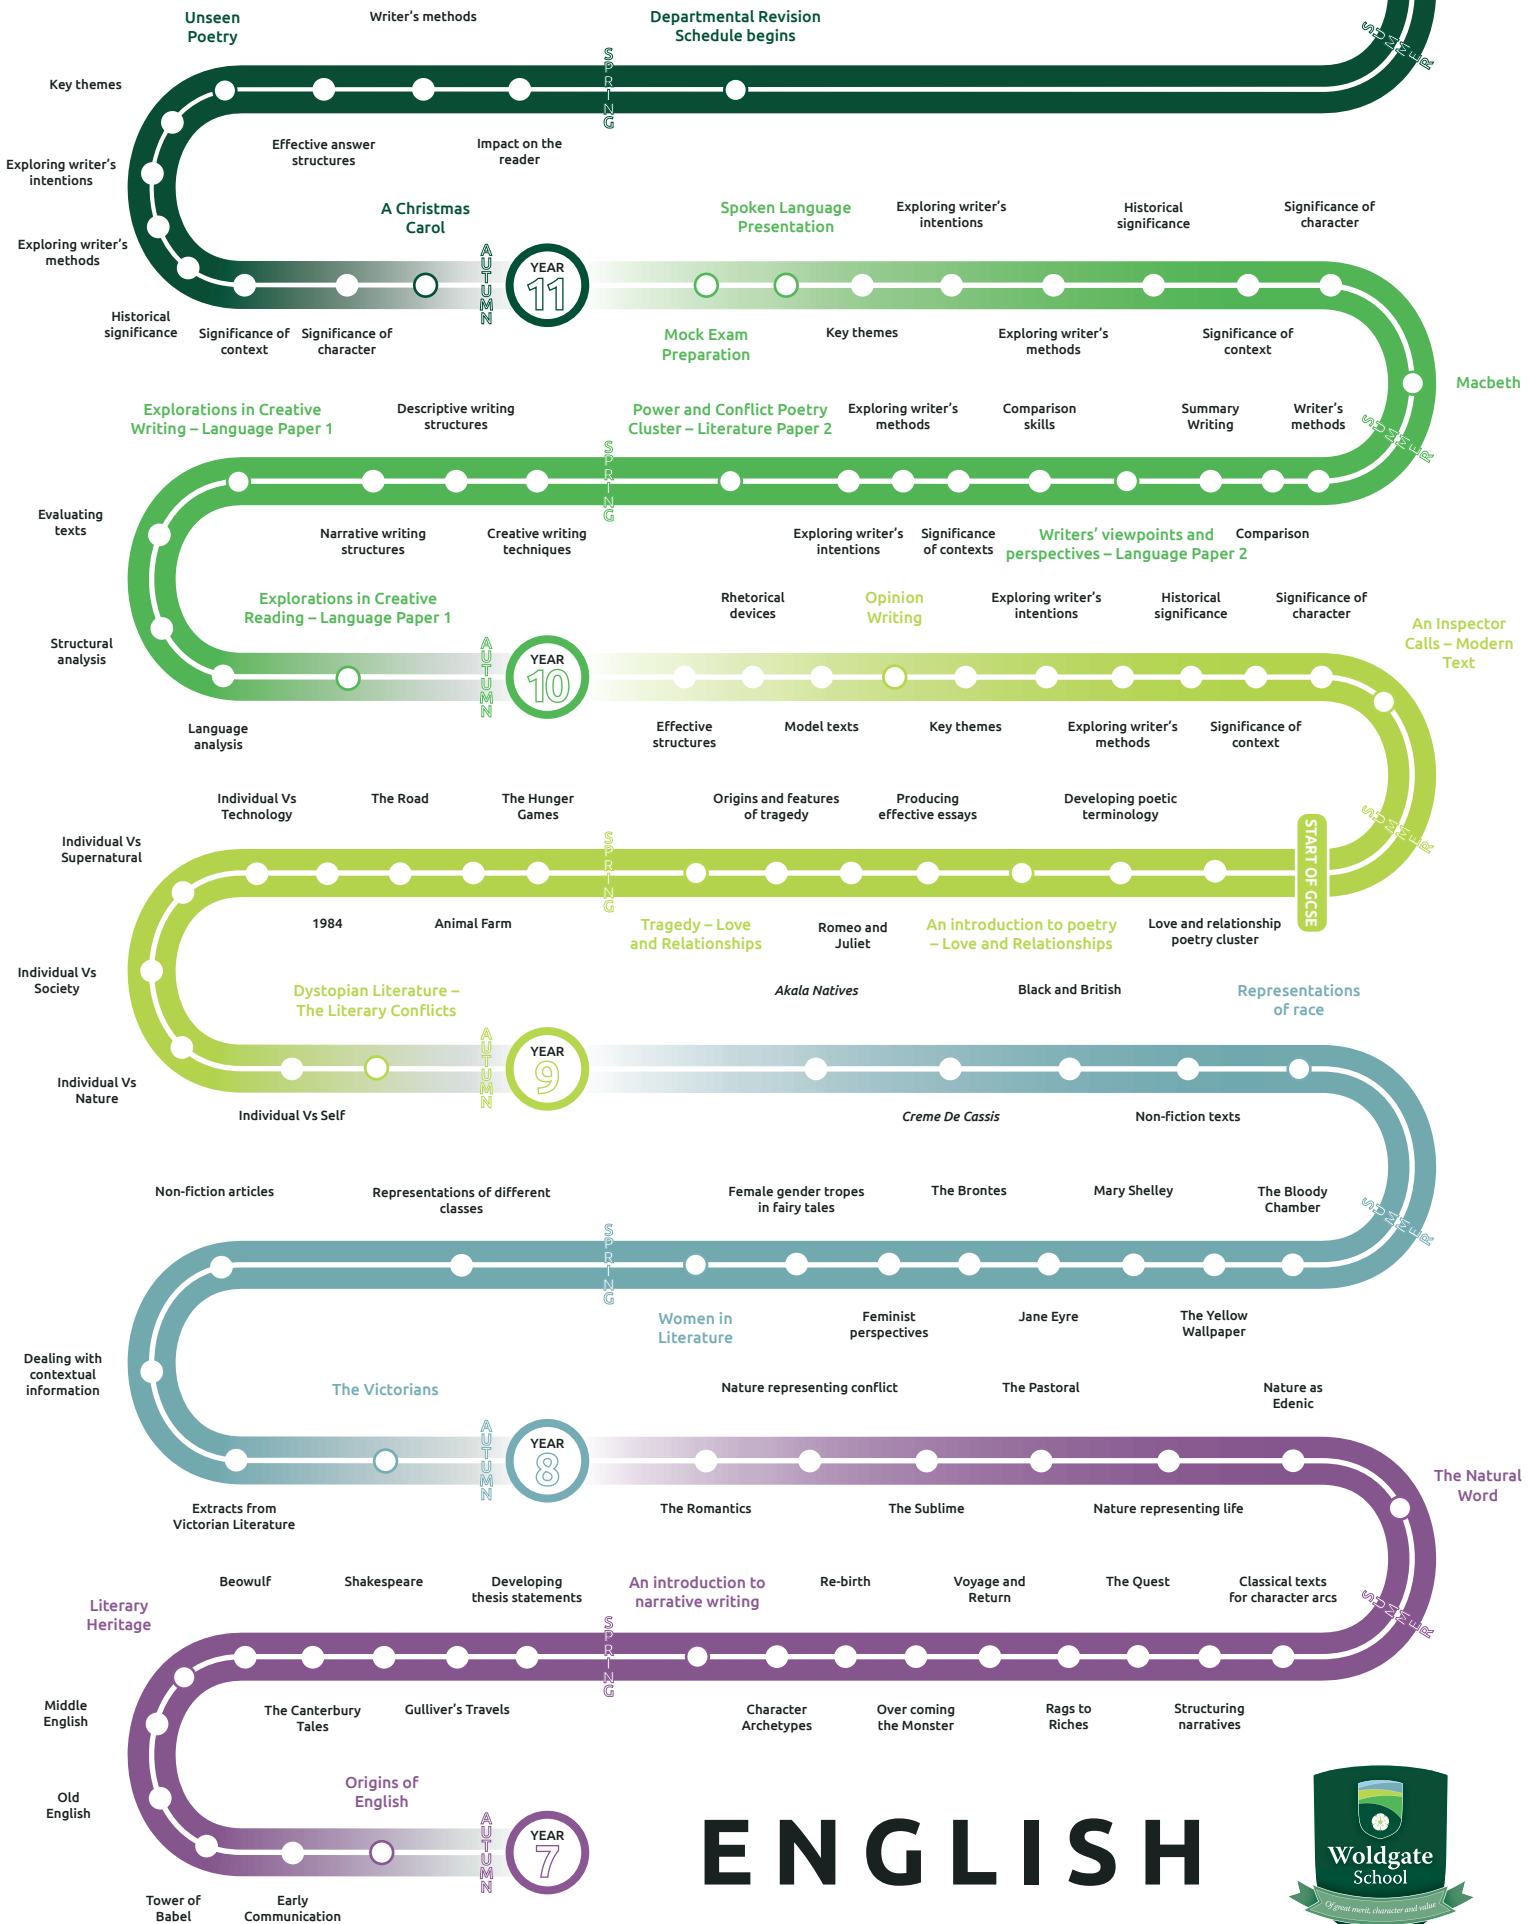 Unseen
Poetry
Writer's methods
Departmental Revision
Schedule begins
SUMMER
SPRING
Key themes
Effective answer
structures
Impact on the
reader
Exploring writer's
intentions
Exploring writer's
methods
A Christmas
Carol
Spoken Language
Presentation
Exploring writer's
intentions
Historical
significance
Significance of
character
AUTUMN
YEAR
11
Historical
significance
Significance of
context
Significance of
character
Mock Exam
Preparation
Key themes
Exploring writer's
methods
Significance of
context
Macbeth
Explorations in Creative
Writing – Language Paper 1
Descriptive writing
structures
Power and Conflict Poetry
Cluster – Literature Paper 2
Exploring writer's
methods
Comparison
skills
Summary
Writing
Writer's
methods
SUMMER
SPRING
Evaluating
texts
Narrative writing
structures
Creative writing
techniques
Exploring writer's
intentions
Significance
of contexts
Writers' viewpoints and
perspectives – Language Paper 2
Comparison
Explorations in Creative
Reading – Language Paper 1
Rhetorical
devices
Opinion
Writing
Exploring writer's
intentions
Historical
significance
Significance of
character
An Inspector
Calls – Modern
Text
Structural
analysis
AUTUMN
YEAR
10
Language
analysis
Effective
structures
Model texts
Key themes
Exploring writer's
methods
Significance of
context
Individual Vs
Technology
The Road
The Hunger
Games
Origins and features
of tragedy
Producing
effective essays
Developing poetic
terminology
SUMMER
START OF GCSE
Individual Vs
Supernatural
SPRING
1984
Animal Farm
Tragedy – Love
and Relationships
Romeo and
Juliet
An introduction to poetry
– Love and Relationships
Love and relationship
poetry cluster
Individual Vs
Society
Dystopian Literature –
The Literary Conflicts
Akala Natives
Black and British
Representations
of race
AUTUMN
YEAR
9
Individual Vs
Nature
Individual Vs Self
Creme De Cassis
Non-fiction texts
Non-fiction articles
Representations of different
classes
Female gender tropes
in fairy tales
The Brontes
Mary Shelley
The Bloody
Chamber
SUMMER
SPRING
Women in
Literature
Feminist
perspectives
Jane Eyre
The Yellow
Wallpaper
Dealing with
contextual
information
The Victorians
Nature representing conflict
The Pastoral
Nature as
Edenic
AUTUMN
YEAR
8
Extracts from
Victorian Literature
The Romantics
The Sublime
Nature representing life
The Natural
Word
Beowulf
Shakespeare
Developing
thesis statements
An introduction to
narrative writing
Re-birth
Voyage and
Return
The Quest
Classical texts
for character arcs
SUMMER
Literary
Heritage
SPRING
Middle
English
The Canterbury
Tales
Gulliver's Travels
Character
Archetypes
Over coming
the Monster
Rags to
Riches
Structuring
narratives
Old
English
Origins of
English
AUTUMN
YEAR
7
Tower of
Babel
Early
Communication
ENGLISH
Woldgate
School
Of great merit, character and value